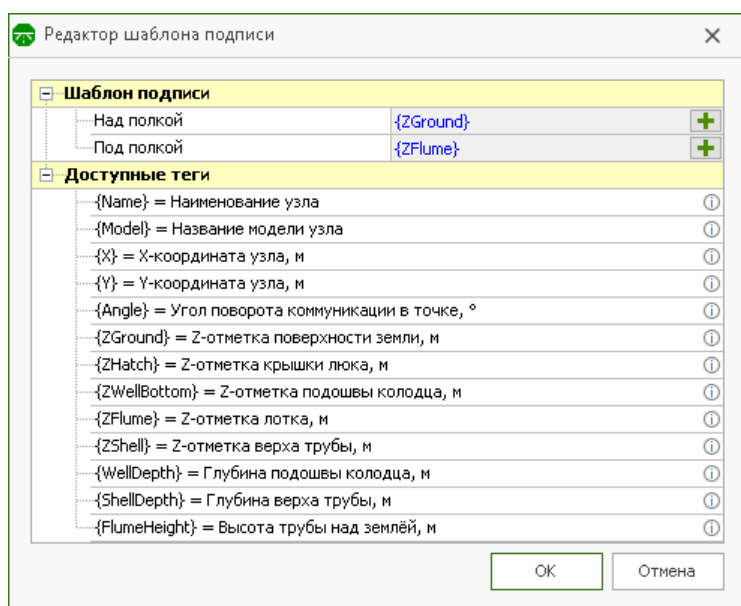 Редактор шаблона подписи
Шаблон подписи
Над полкой {ZGround}
Под полкой {ZFlume}
Доступные теги
{Name} = Наименование узла
{Model} = Название модели узла
{X} = X-координата узла, м
{Y} = Y-координата узла, м
{Angle} = Угол поворота коммуникации в точке, °
{ZGround} = Z-отметка поверхности земли, м
{ZHatch} = Z-отметка крышки люка, м
{ZWellBottom} = Z-отметка подошвы колодца, м
{ZFlume} = Z-отметка лотка, м
{ZShell} = Z-отметка верха трубы, м
{WellDepth} = Глубина подошвы колодца, м
{ShellDepth} = Глубина верха трубы, м
{FlumeHeight} = Высота трубы над землёй, м
OK Отмена